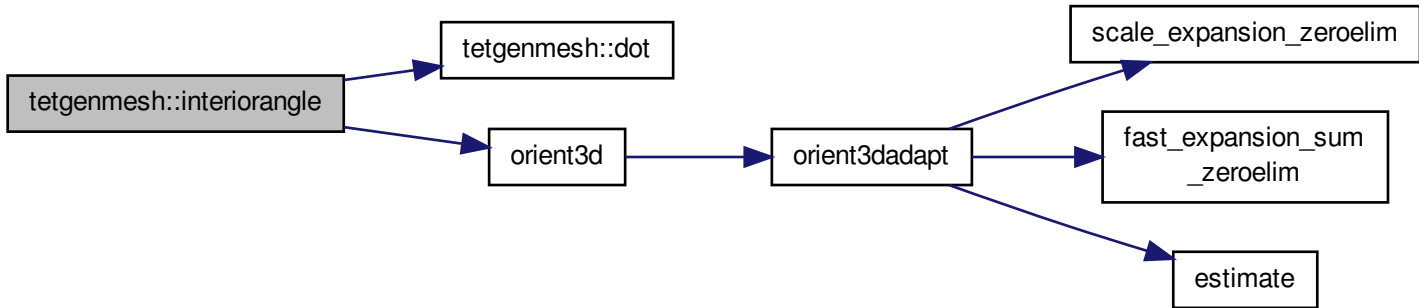 tetgenmesh::interiorangle
tetgenmesh::dot
orient3d
orient3dadapt
scale_expansion_zeroelim
fast_expansion_sum
_zeroelim
estimate